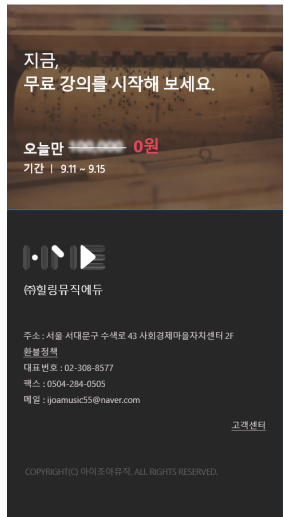 지금,
무료 강의를 시작해 보세요.
오늘만 0원
기간 | 9.11 ~ 9.15
㈜힐링뮤직에듀
주소 : 서울 서대문구 수색로 43 사회경제마을자치센터 2F
환불정책
대표번호 : 02-308-8577
팩스 : 0504-284-0505
메일 : ijoamusic55@naver.com
고객센터
COPYRIGHT(C) 아이조아뮤직. ALL RIGHTS RESERVED.